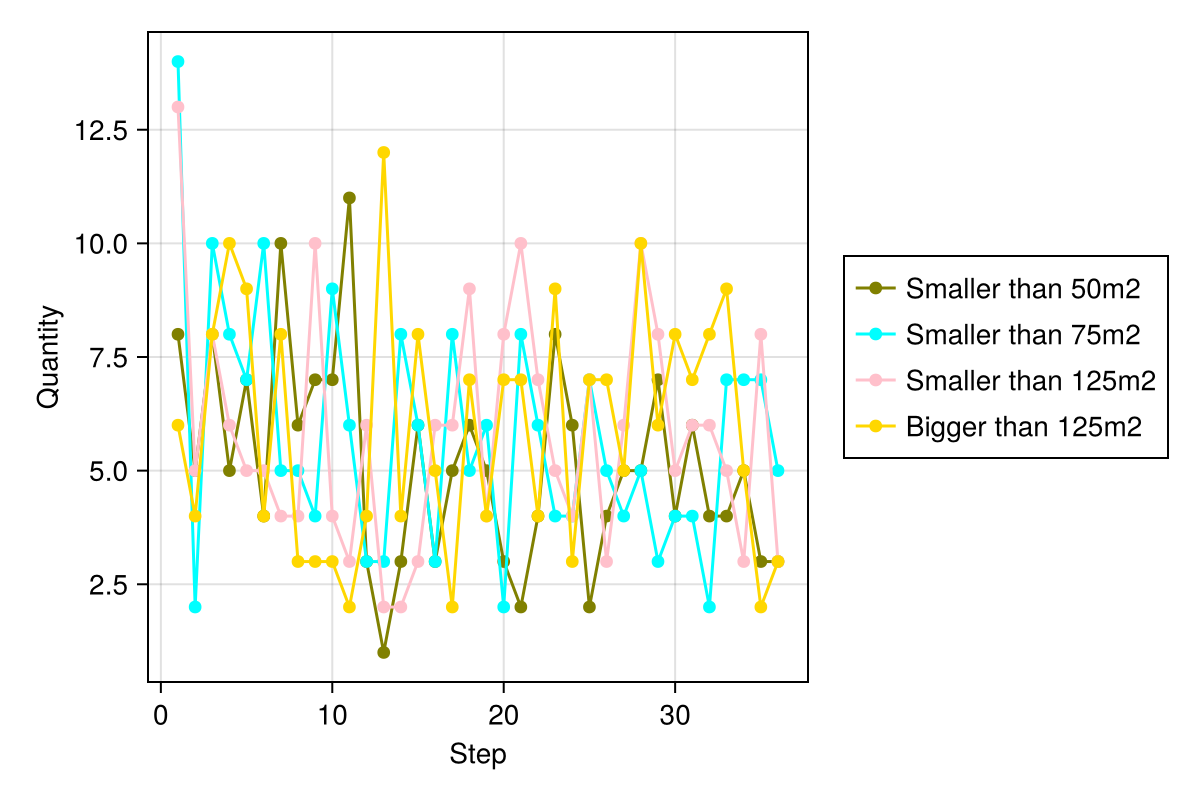 12.5
10.0
7.5
5.0
2.5
Quantity
0
10
20
30
Step
Smaller than 50m2
Smaller than 75m2
Smaller than 125m2
Bigger than 125m2